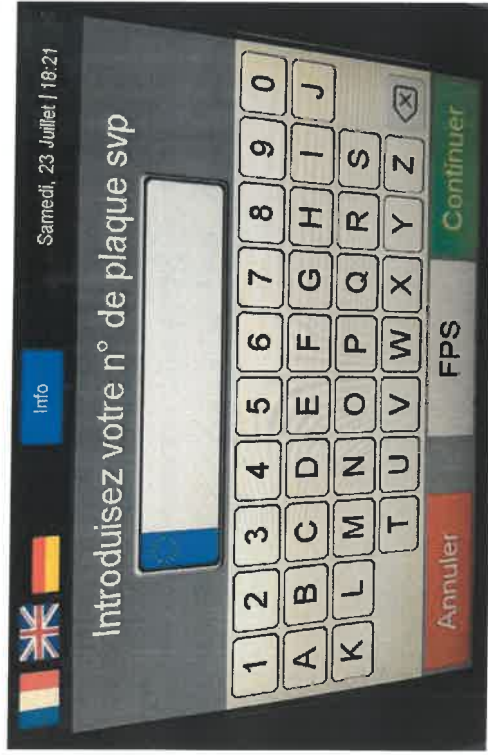 Info
Samedi, 23 Juillet | 18:21
Introduisez votre n° de plaque svp
1 2 3 4 5 6 7 8 9 0
A B C D E F G H I J
K L M N O P Q R S
T U V W X Y Z
Annuler FPS Continuer